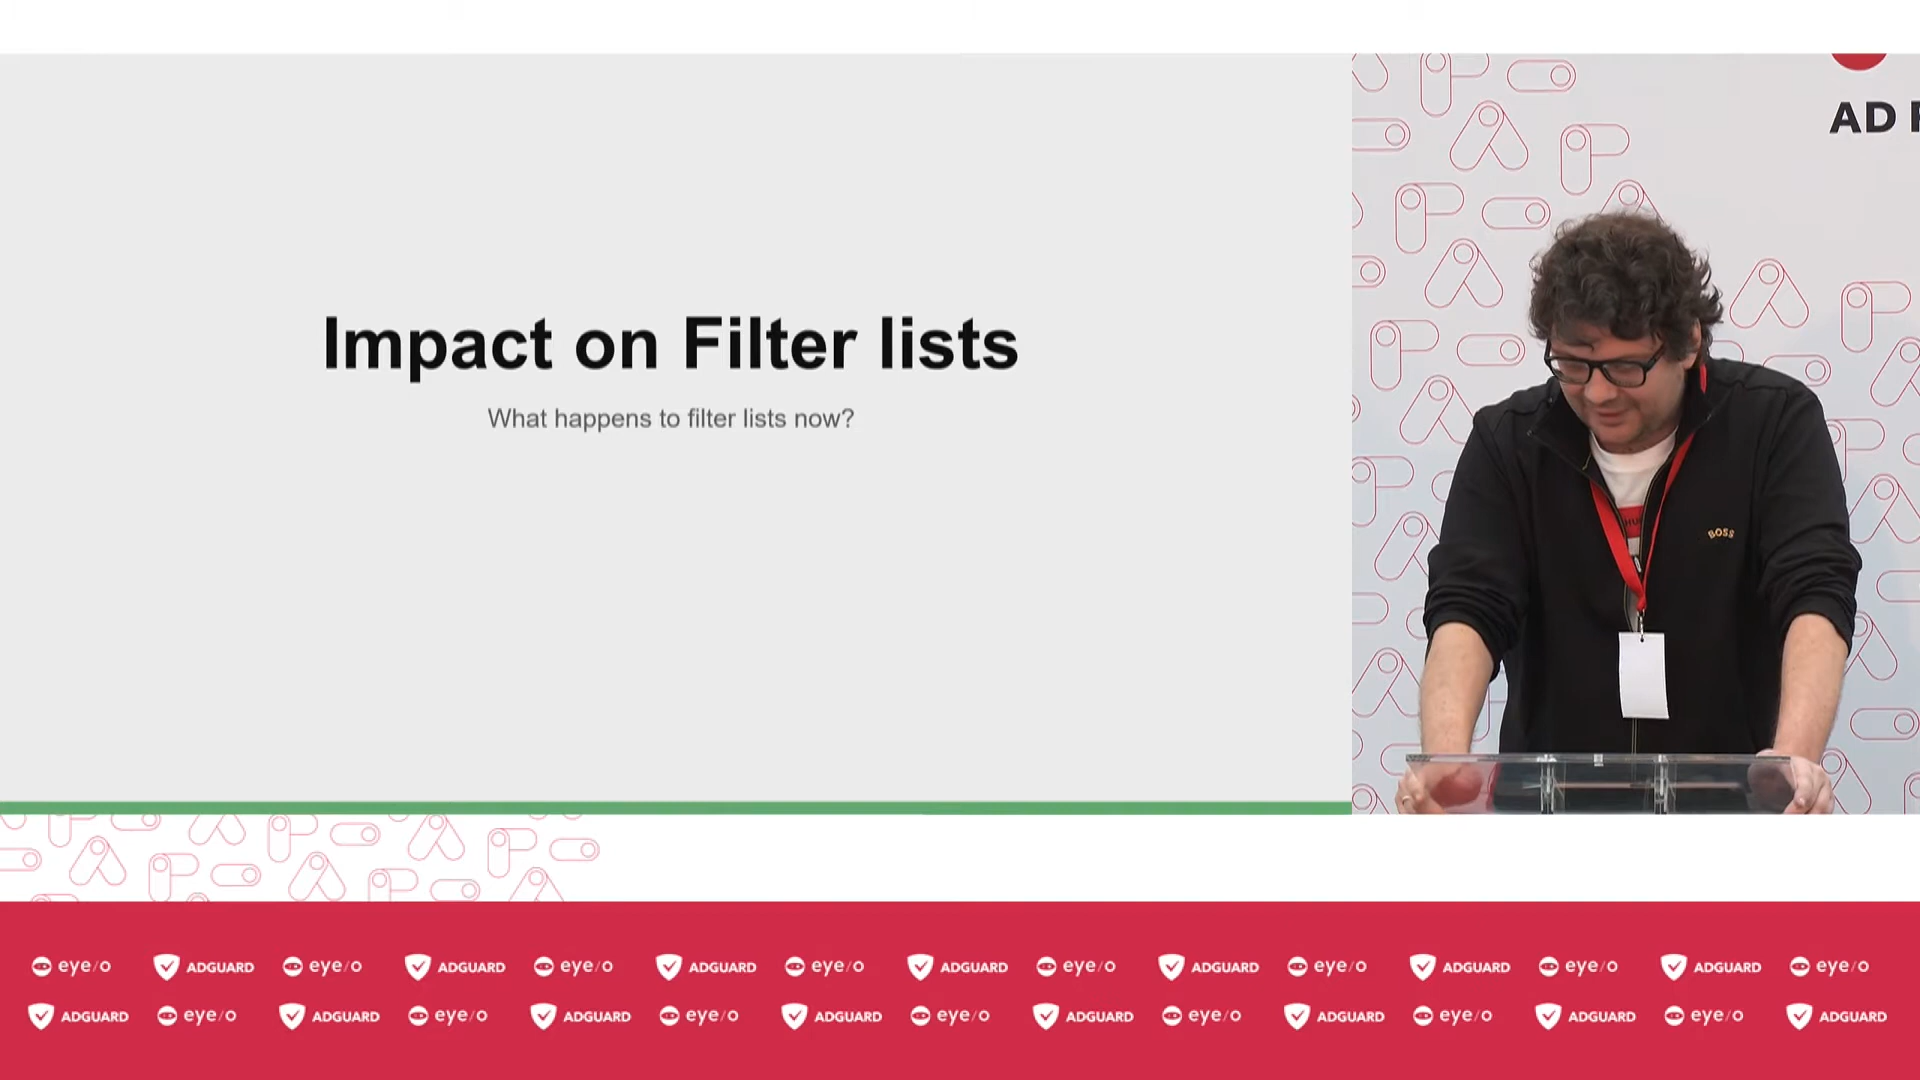 Impact on Filter lists
What happens to filter lists now?
AD
BOSS
eye/o ADGUARD eye/o ADGUARD eye/o ADGUARD eye/o ADGUARD eye/o ADGUARD eye/o ADGUARD eye/o ADGUARD eye/o
ADGUARD eye/o ADGUARD eye/o ADGUARD eye/o ADGUARD eye/o ADGUARD eye/o ADGUARD eye/o ADGUARD eye/o ADGUARD